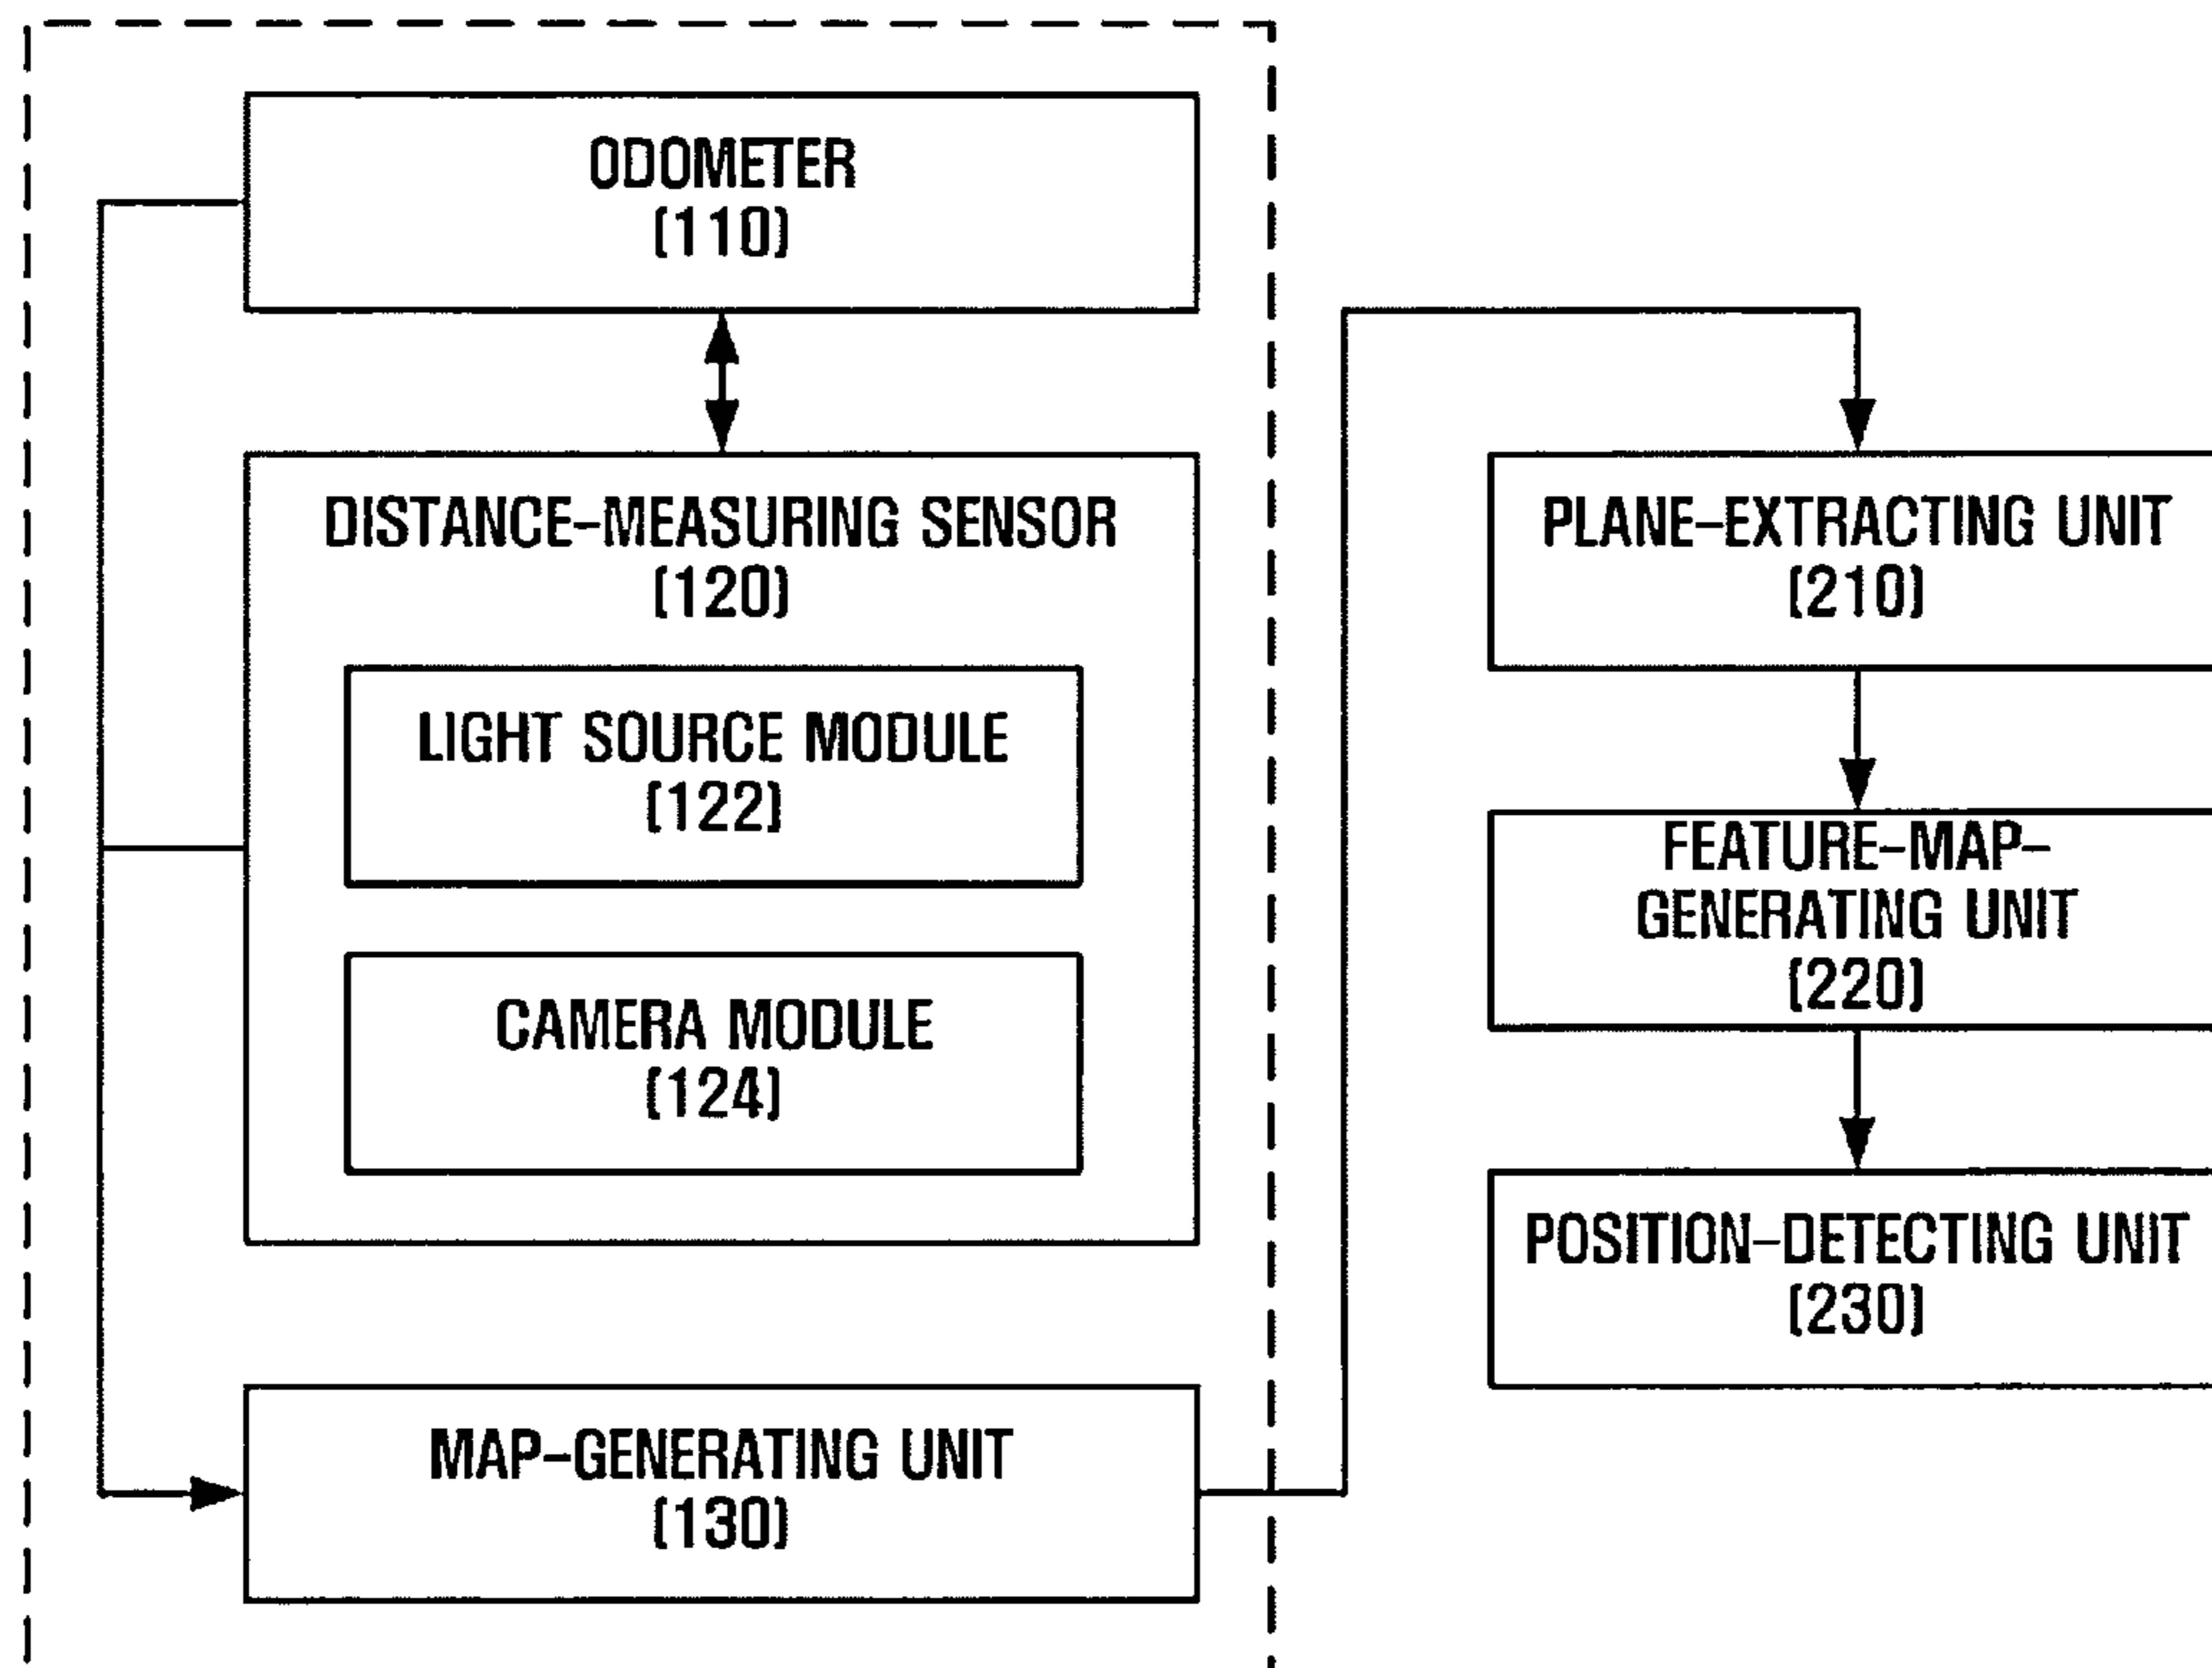 ODOMETER
(110)
DISTANCE-MEASURING SENSOR
(120)
LIGHT SOURCE MODULE
(122)
CAMERA MODULE
(124)
MAP-GENERATING UNIT
(130)
PLANE-EXTRACTING UNIT
(210)
FEATURE-MAP-
GENERATING UNIT
(220)
POSITION-DETECTING UNIT
(230)